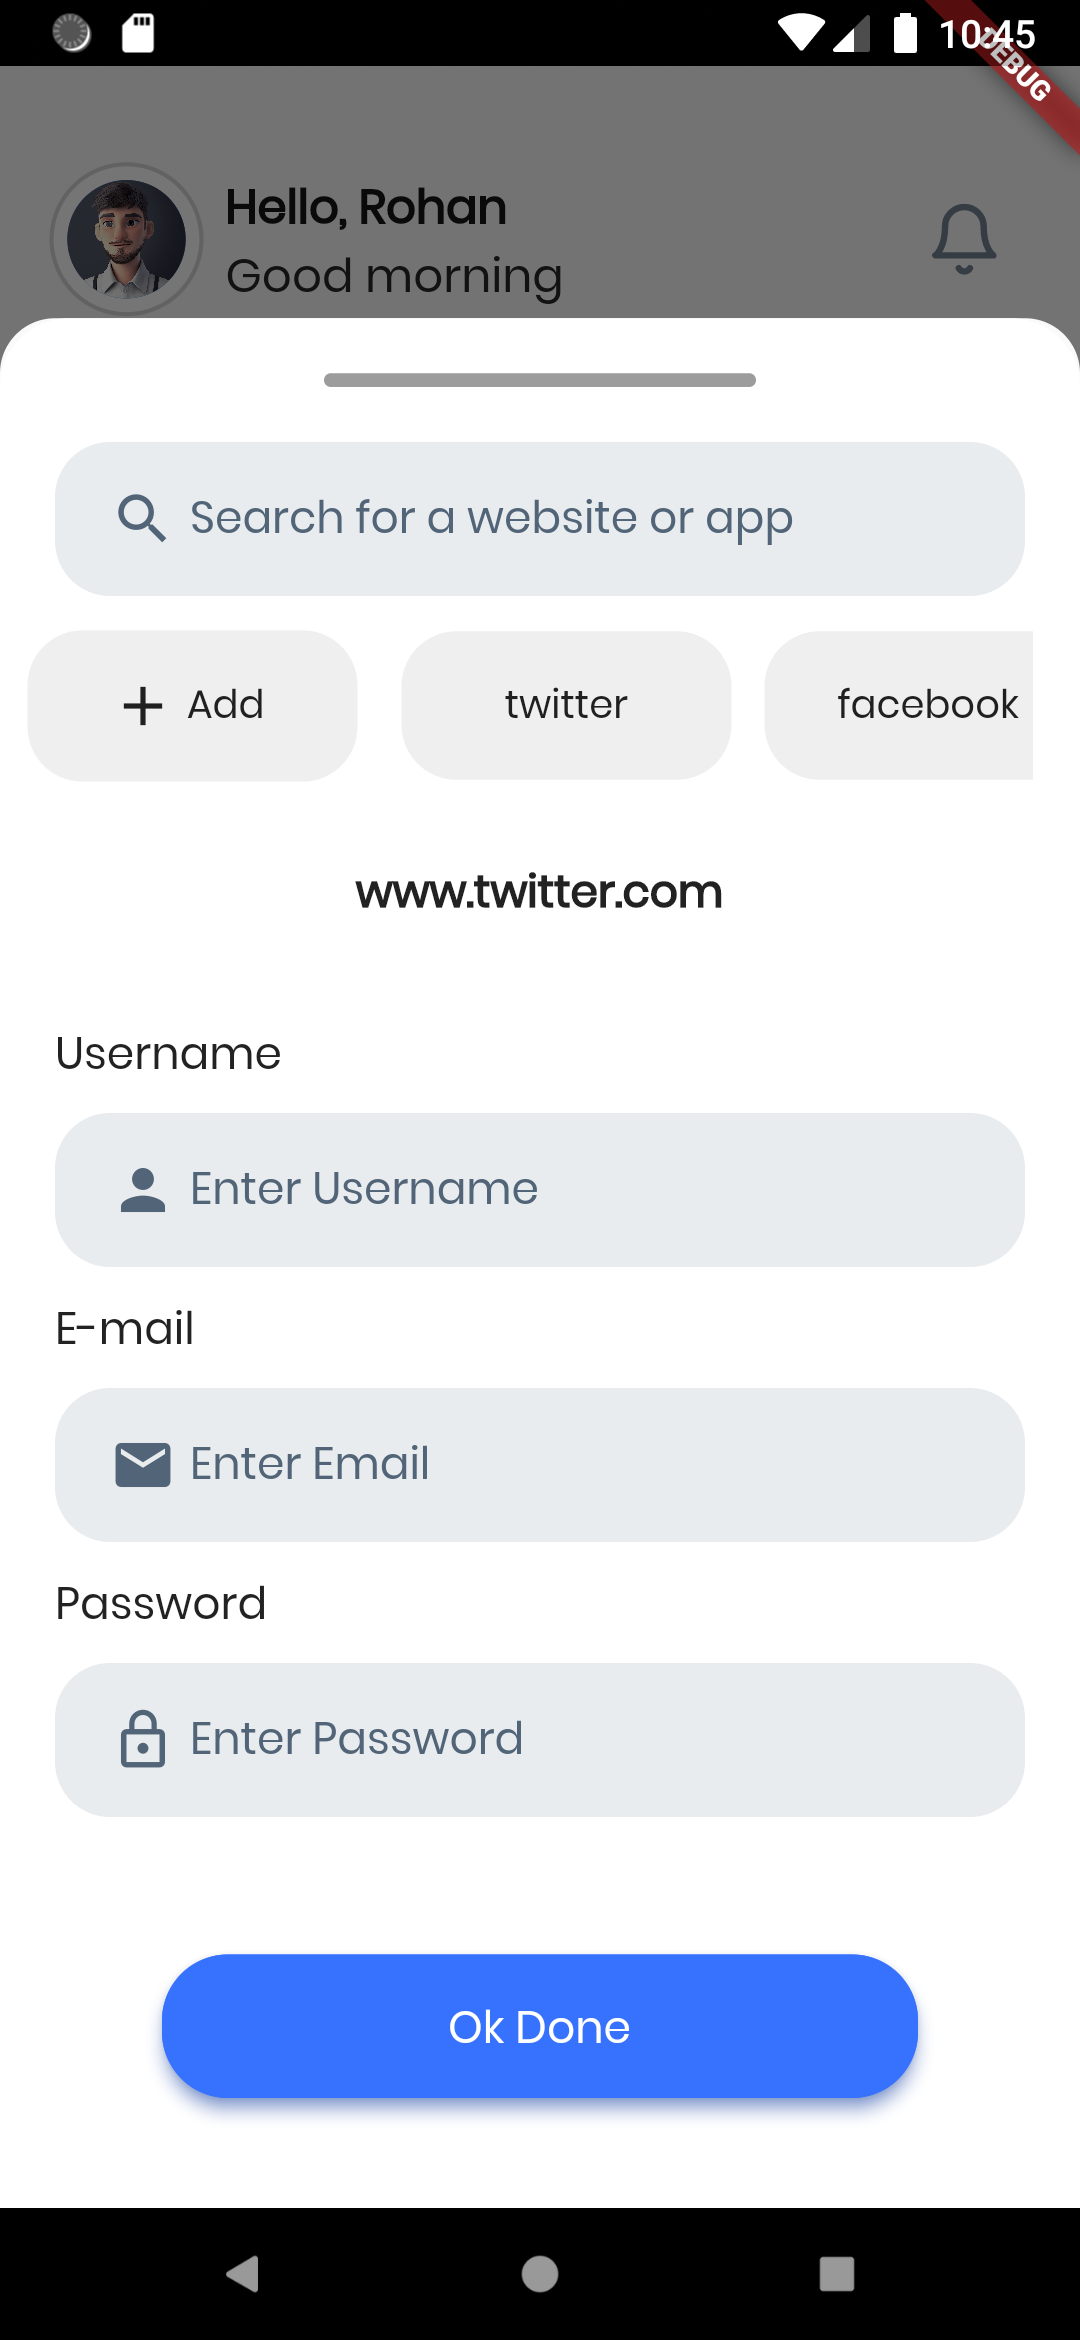 10:45
DEBUG
Hello, Rohan
Good morning
Search for a website or app
Add
twitter
facebook
www.twitter.com
Username
Enter Username
E-mail
Enter Email
Password
Enter Password
Ok Done